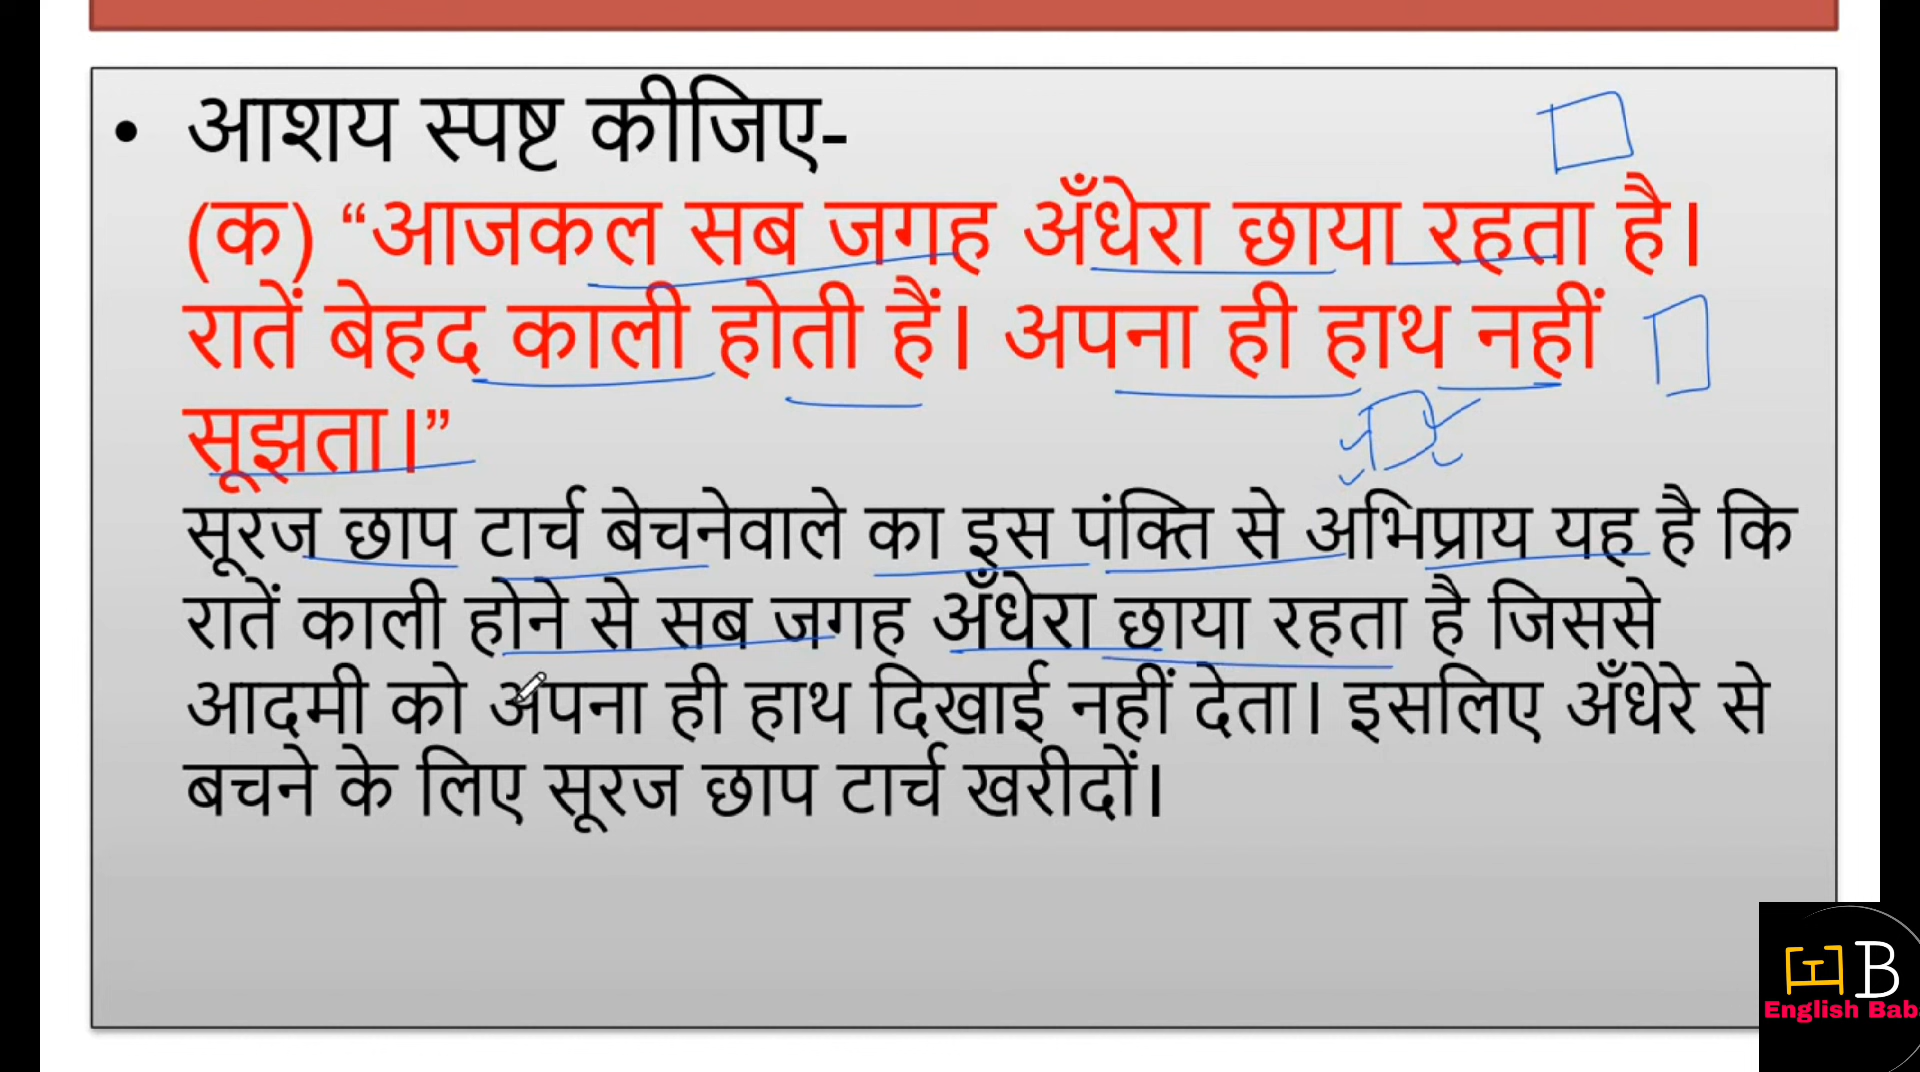 • आशय स्पष्ट कीजिए-
(क) “आजकल सब जगह अँधेरा छाया रहता है।
रातें बेहद काली होती हैं। अपना ही हाथ नहीं
सूझता।”
सूरज छाप टार्च बेचनेवाले का इस पंक्ति से अभिप्राय यह है कि
रातें काली होने से सब जगह अँधेरा छाया रहता है जिससे
आदमी को अपना ही हाथ दिखाई नहीं देता। इसलिए अँधेरे से
बचने के लिए सूरज छाप टार्च खरीदों।
B
English Bab